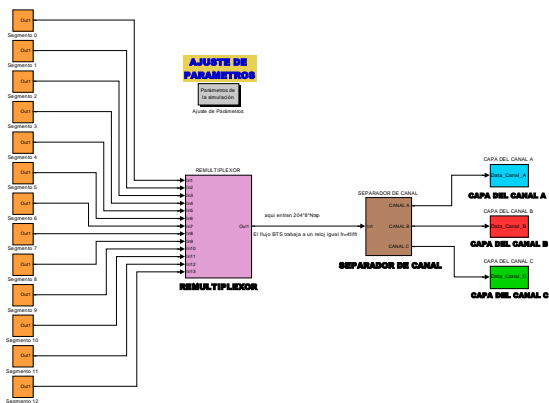 Out1
Segmento 0
Out1
Segmento 1
Out1
Segmento 2
Out1
Segmento 3
Out1
Segmento 4
Out1
Segmento 5
Out1
Segmento 6
Out1
Segmento 7
Out1
Segmento 8
Out1
Segmento 9
Out1
Segmento 10
Out1
Segmento 11
Out1
Segmento 12
AJUSTE DE
PARAMETROS
Parámetros de
la simulación
Ajuste de Parámetros
REMULTIPLEXOR
In1
In2
In3
In4
In5
In6
In7
In8
In9
In10
In11
In12
In13
Out1
REMULTIPLEXOR
aqui entran 204*8*Nsp
El flujo BTS trabaja a un reloj igual
SEPARADOR DE CANAL
In1
CANAL A
CANAL B
CANAL C
SEPARADOR DE CANAL
CAPA DEL CANAL A
Data_Canal_A
CAPA DEL CANAL A
CAPA DEL CANAL B
Data_Canal_B
CAPA DEL CANAL B
CAPA DEL CANAL C
Data_Canal_C
CAPA DEL CANAL C